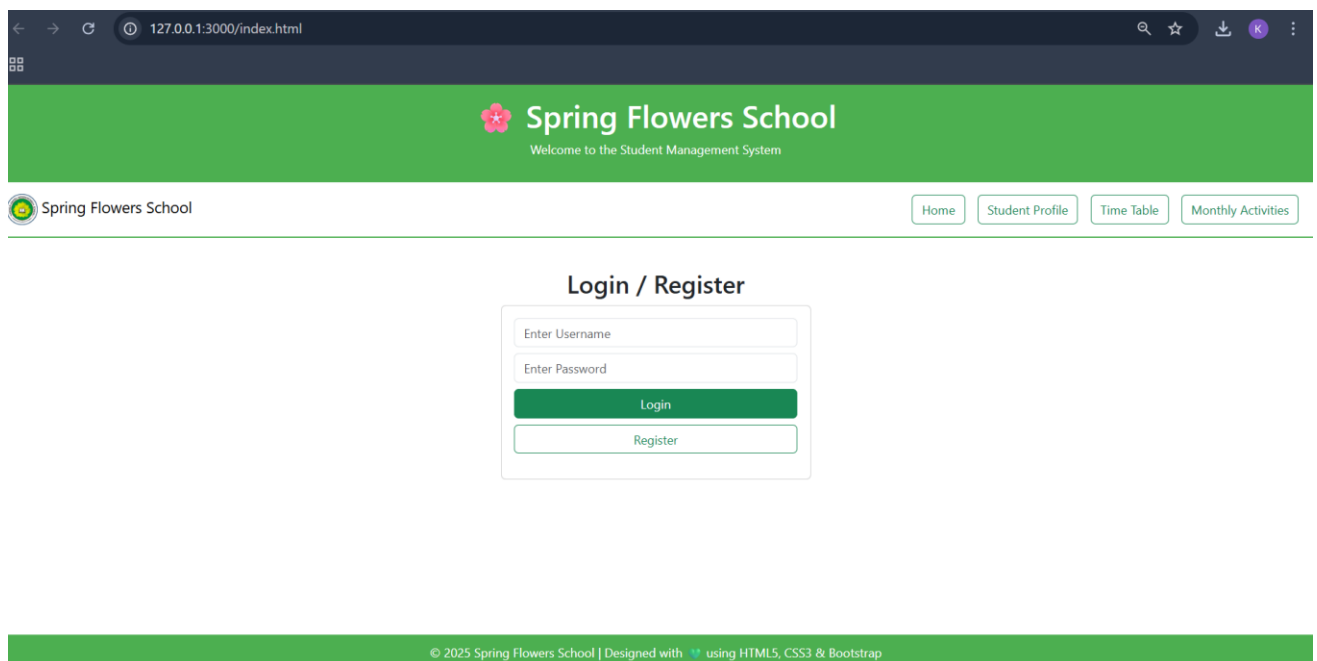 127.0.0.1:3000/index.html
K
🌸 Spring Flowers School
Welcome to the Student Management System
Spring Flowers School
Home
Student Profile
Time Table
Monthly Activities
Login / Register
Enter Username
Enter Password
Login
Register
© 2025 Spring Flowers School | Designed with 💚 using HTML5, CSS3 & Bootstrap